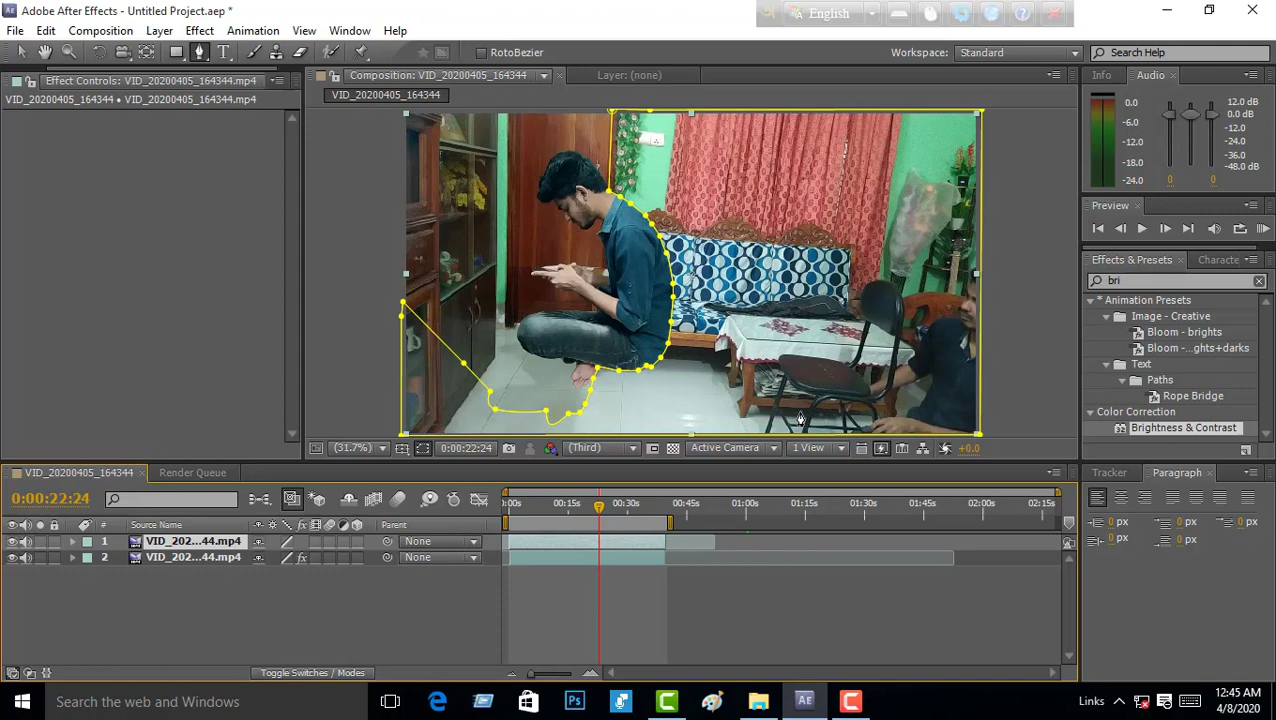 Adobe After Effects - Untitled Project.aep *
English
File Edit Composition Layer Effect Animation View Window Help
RotoBezier
Workspace: Standard
Search Help
Effect Controls: VID_20200405_164344.mp4
Composition: VID_20200405_164344
Layer: (none)
Info Audio
VID_20200405_164344 • VID_20200405_164344.mp4
VID_20200405_164344
0.0
-6.0
-12.0
-18.0
-24.0
12.0 dB
0.0 dB
-12.0
-24.0
-36.0
-48.0 dB
0 0
Preview
Effects & Presets
Characte
bri
* Animation Presets
Image - Creative
Bloom - brights
Bloom -...ghts+darks
Text
Paths
Rope Bridge
Color Correction
Brightness & Contrast
(31.7%)
0:00:22:24
(Third)
Active Camera
1 View
+0.0
VID_20200405_164344
Render Queue
Tracker Paragraph
0:00:22:24
:00s 00:15s 00:30s 00:45s 01:00s 01:15s 01:30s 01:45s 02:00s 02:15s
# Source Name Parent
1 VID_202...44.mp4 None
2 VID_202...44.mp4 fx None
0 px 0 px 0 px
0 px 0 px
Toggle Switches / Modes
Search the web and Windows
Links
12:45 AM
4/8/2020